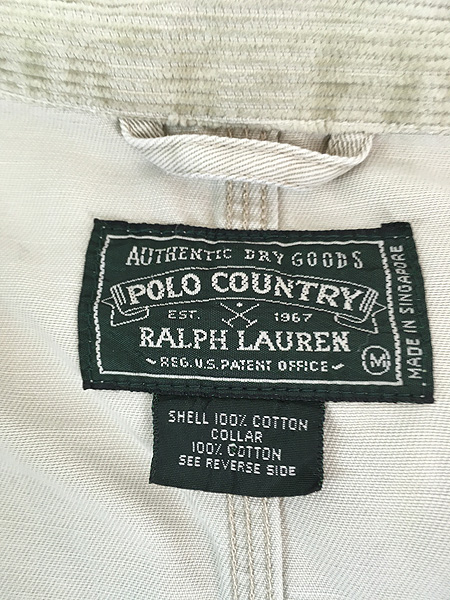 AUTHENTIC DRY GOODS
POLO COUNTRY
EST. 1967
RALPH LAUREN
REG. U.S. PATENT OFFICE
M
MADE IN SINGAPORE
SHELL 100% COTTON
COLLAR
100% COTTON
SEE REVERSE SIDE